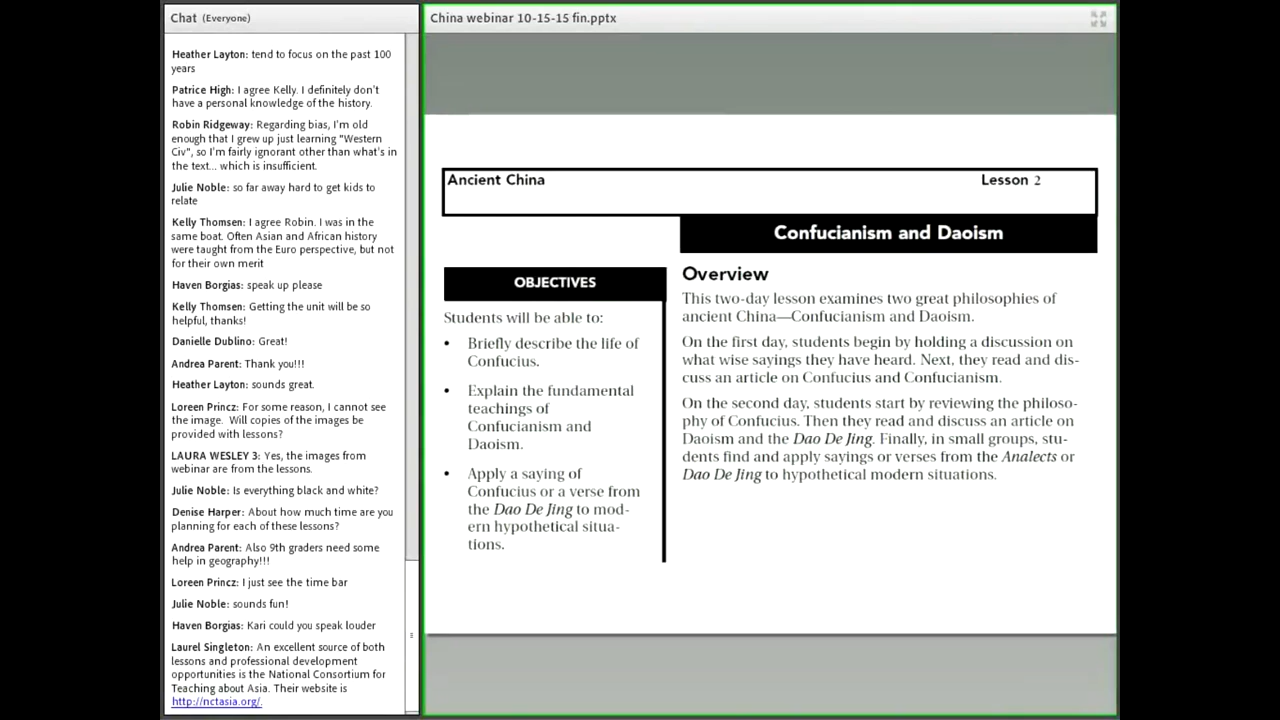 Chat (Everyone)
Heather Layton: tend to focus on the past 100
years
Patrice High: I agree Kelly. I definitely don't
have a personal knowledge of the history.
Robin Ridgeway: Regarding bias, I'm old
enough that I grew up just learning "Western
Civ", so I'm fairly ignorant other than what's in
the text... which is insufficient.
Julie Noble: so far away hard to get kids to
relate
Kelly Thomsen: I agree Robin. I was in the
same boat. Often Asian and African history
were taught from the Euro perspective, but not
for their own merit
Haven Borgias: speak up please
Kelly Thomsen: Getting the unit will be so
helpful, thanks!
Danielle Dublino: Great!
Andrea Parent: Thank you!!!
Heather Layton: sounds great.
Loreen Princz: For some reason, I cannot see
the image.  Will copies of the images be
provided with lessons?
LAURA WESLEY 3: Yes, the images from
webinar are from the lessons.
Julie Noble: Is everything black and white?
Denise Harper: About how much time are you
planning for each of these lessons?
Andrea Parent: Also 9th graders need some
help in geography!!!
Loreen Princz: I just see the time bar
Julie Noble: sounds fun!
Haven Borgias: Kari could you speak louder
Laurel Singleton: An excellent source of both
lessons and professional development
opportunities is the National Consortium for
Teaching about Asia. Their website is
http://nctasia.org/.
China webinar 10-15-15 fin.pptx
Ancient China Lesson 2
Confucianism and Daoism
OBJECTIVES
Students will be able to:
• Briefly describe the life of
Confucius.
• Explain the fundamental
teachings of
Confucianism and
Daoism.
• Apply a saying of
Confucius or a verse from
the Dao De Jing to mod-
ern hypothetical situa-
tions.
Overview
This two-day lesson examines two great philosophies of
ancient China—Confucianism and Daoism.
On the first day, students begin by holding a discussion on
what wise sayings they have heard. Next, they read and dis-
cuss an article on Confucius and Confucianism.
On the second day, students start by reviewing the philoso-
phy of Confucius. Then they read and discuss an article on
Daoism and the Dao De Jing. Finally, in small groups, stu-
dents find and apply sayings or verses from the Analects or
Dao De Jing to hypothetical modern situations.